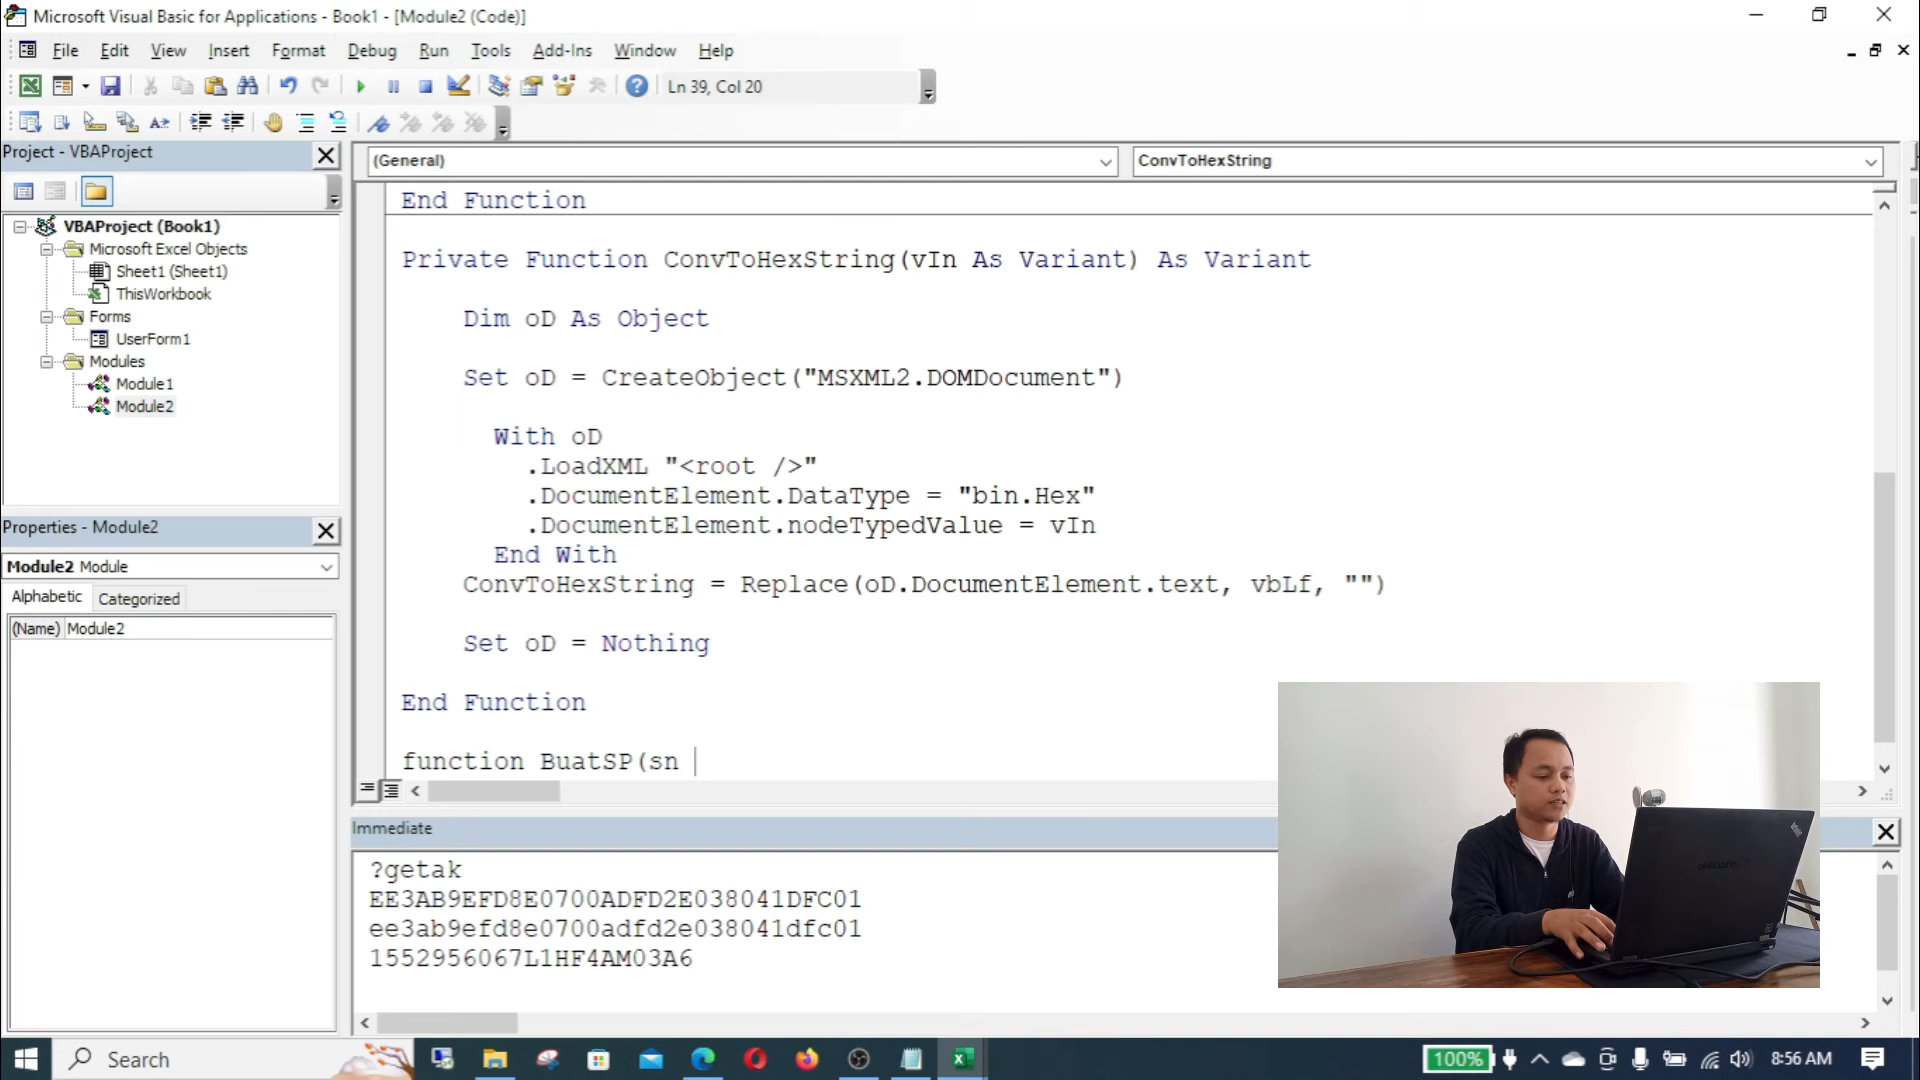 Microsoft Visual Basic for Applications - Book1 - [Module2 (Code)]
File Edit View Insert Format Debug Run Tools Add-Ins Window Help
Ln 39, Col 20
Project - VBAProject
(General)
ConvToHexString
VBAProject (Book1)
Microsoft Excel Objects
Sheet1 (Sheet1)
ThisWorkbook
Forms
UserForm1
Modules
Module1
Module2
Properties - Module2
Module2 Module
Alphabetic Categorized
(Name) Module2
End Function
Private Function ConvToHexString(vIn As Variant) As Variant
Dim oD As Object
Set oD = CreateObject("MSXML2.DOMDocument")
With oD
.LoadXML "<root />"
.DocumentElement.DataType = "bin.Hex"
.DocumentElement.nodeTypedValue = vIn
End With
ConvToHexString = Replace(oD.DocumentElement.text, vbLf, "")
Set oD = Nothing
End Function
function BuatSP(sn
Immediate
?getak
EE3AB9EFD8E0700ADFD2E038041DFC01
ee3ab9efd8e0700adfd2e038041dfc01
1552956067L1HF4AM03A6
Search
100%
8:56 AM